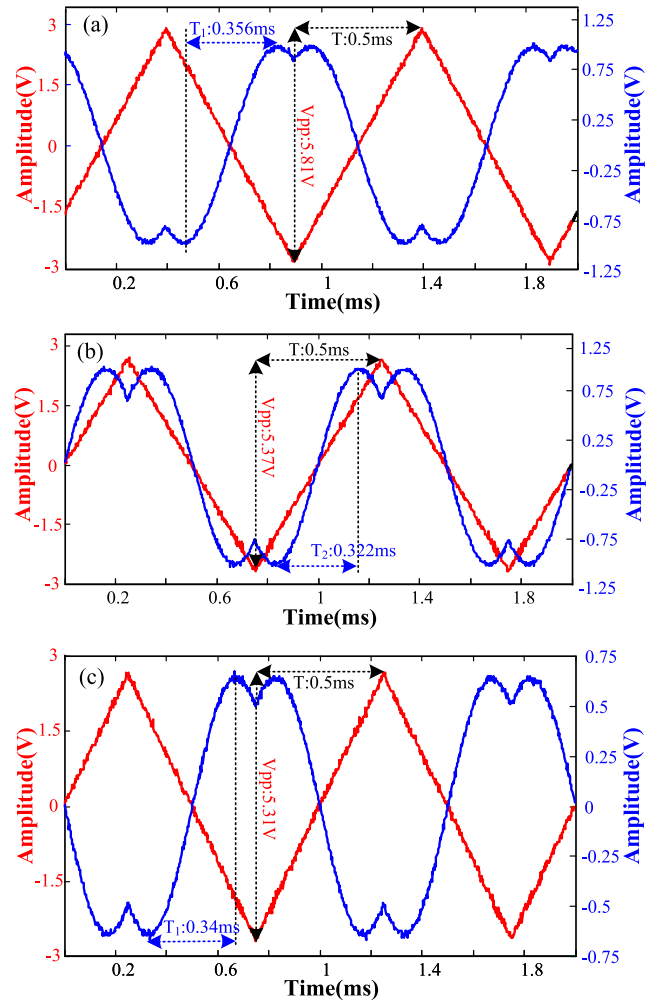 (a)
T₁:0.356ms
T:0.5ms
Vpp:5.81V
3
1.5
0
-1.5
-3
Amplitude(V)
1.25
0.75
0.25
-0.25
-0.75
-1.25
Amplitude(V)
0.2 0.6 1 1.4 1.8
Time(ms)
(b)
T:0.5ms
Vpp:5.37V
T₂:0.322ms
3
1.5
0
-1.5
-3
Amplitude(V)
1.25
0.75
0.25
-0.25
-0.75
-1.25
Amplitude(V)
0.2 0.6 1 1.4 1.8
Time(ms)
(c)
T:0.5ms
Vpp:5.31V
T₁:0.34ms
3
1.5
0
-1.5
-3
Amplitude(V)
0.75
0.5
0.25
0
-0.25
-0.5
-0.75
Amplitude(V)
0.2 0.6 1 1.4 1.8
Time(ms)